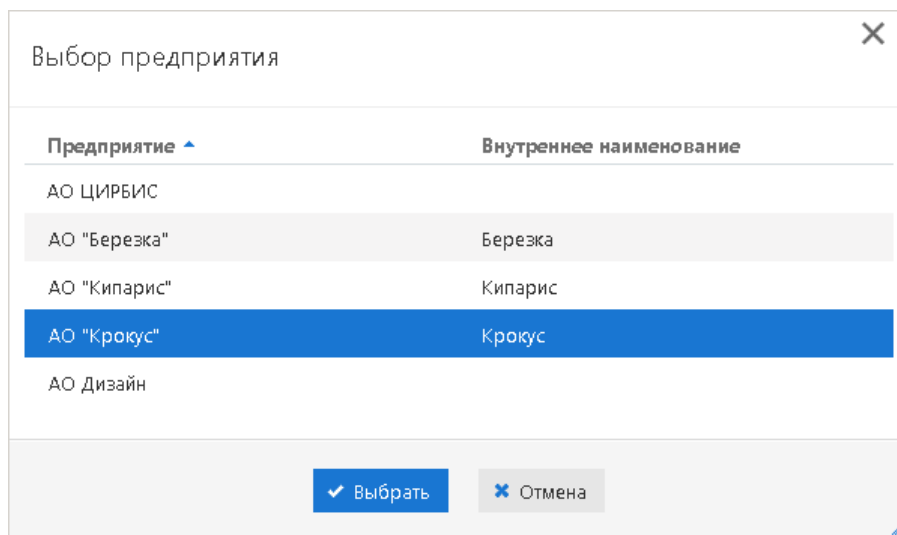 Выбор предприятия
Предприятие Внутреннее наименование
АО ЦИРБИС
АО "Березка" Березка
АО "Кипарис" Кипарис
АО "Крокус" Крокус
АО Дизайн
Выбрать Отмена